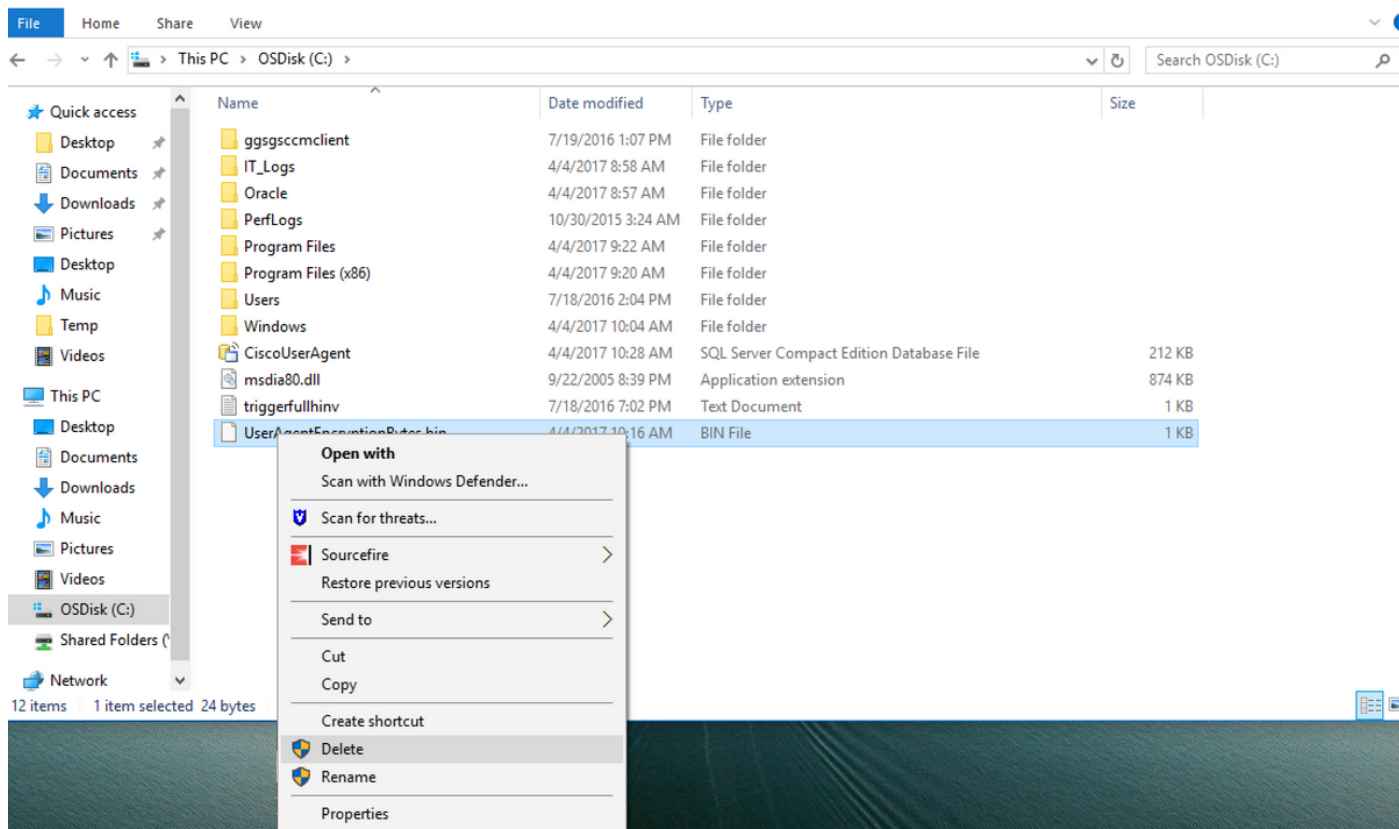 File Home Share View
This PC > OSDisk (C:) >
Search OSDisk (C:)
Quick access
Desktop
Documents
Downloads
Pictures
Desktop
Music
Temp
Videos
This PC
Desktop
Documents
Downloads
Music
Pictures
Videos
OSDisk (C:)
Shared Folders ('
Network
Name Date modified Type Size
ggsgsccmclient 7/19/2016 1:07 PM File folder
IT_Logs 4/4/2017 8:58 AM File folder
Oracle 4/4/2017 8:57 AM File folder
PerfLogs 10/30/2015 3:24 AM File folder
Program Files 4/4/2017 9:22 AM File folder
Program Files (x86) 4/4/2017 9:20 AM File folder
Users 7/18/2016 2:04 PM File folder
Windows 4/4/2017 10:04 AM File folder
CiscoUserAgent 4/4/2017 10:28 AM SQL Server Compact Edition Database File 212 KB
msdia80.dll 9/22/2005 8:39 PM Application extension 874 KB
triggerfullhinv 7/18/2016 7:02 PM Text Document 1 KB
UserAgentEncryptionBytes.bin 4/4/2017 10:16 AM BIN File 1 KB
Open with
Scan with Windows Defender...
Scan for threats...
Sourcefire
Restore previous versions
Send to
Cut
Copy
Create shortcut
Delete
Rename
Properties
12 items 1 item selected 24 bytes